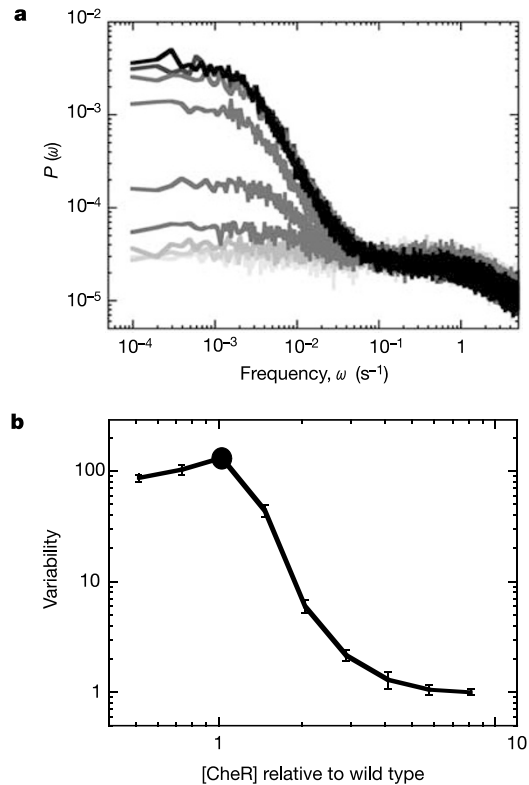 a
10⁻²
10⁻³
10⁻⁴
10⁻⁵
P (ω)
10⁻⁴ 10⁻³ 10⁻² 10⁻¹ 1
Frequency, ω (s⁻¹)
b
100
10
1
Variability
1 10
[CheR] relative to wild type